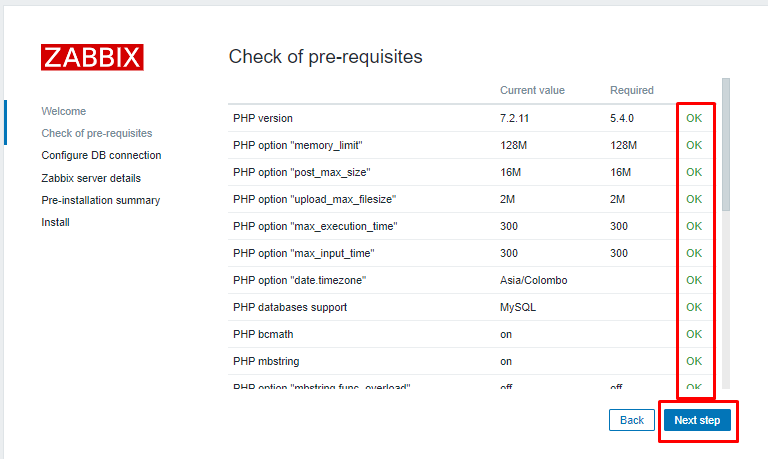 ZABBIX
Check of pre-requisites
Welcome
Check of pre-requisites
Configure DB connection
Zabbix server details
Pre-installation summary
Install
Current value Required
PHP version 7.2.11 5.4.0 OK
PHP option "memory_limit" 128M 128M OK
PHP option "post_max_size" 16M 16M OK
PHP option "upload_max_filesize" 2M 2M OK
PHP option "max_execution_time" 300 300 OK
PHP option "max_input_time" 300 300 OK
PHP option "date.timezone" Asia/Colombo OK
PHP databases support MySQL OK
PHP bcmath on OK
PHP mbstring on OK
PHP option "mbstring.func_overload" off off OK
Back Next step